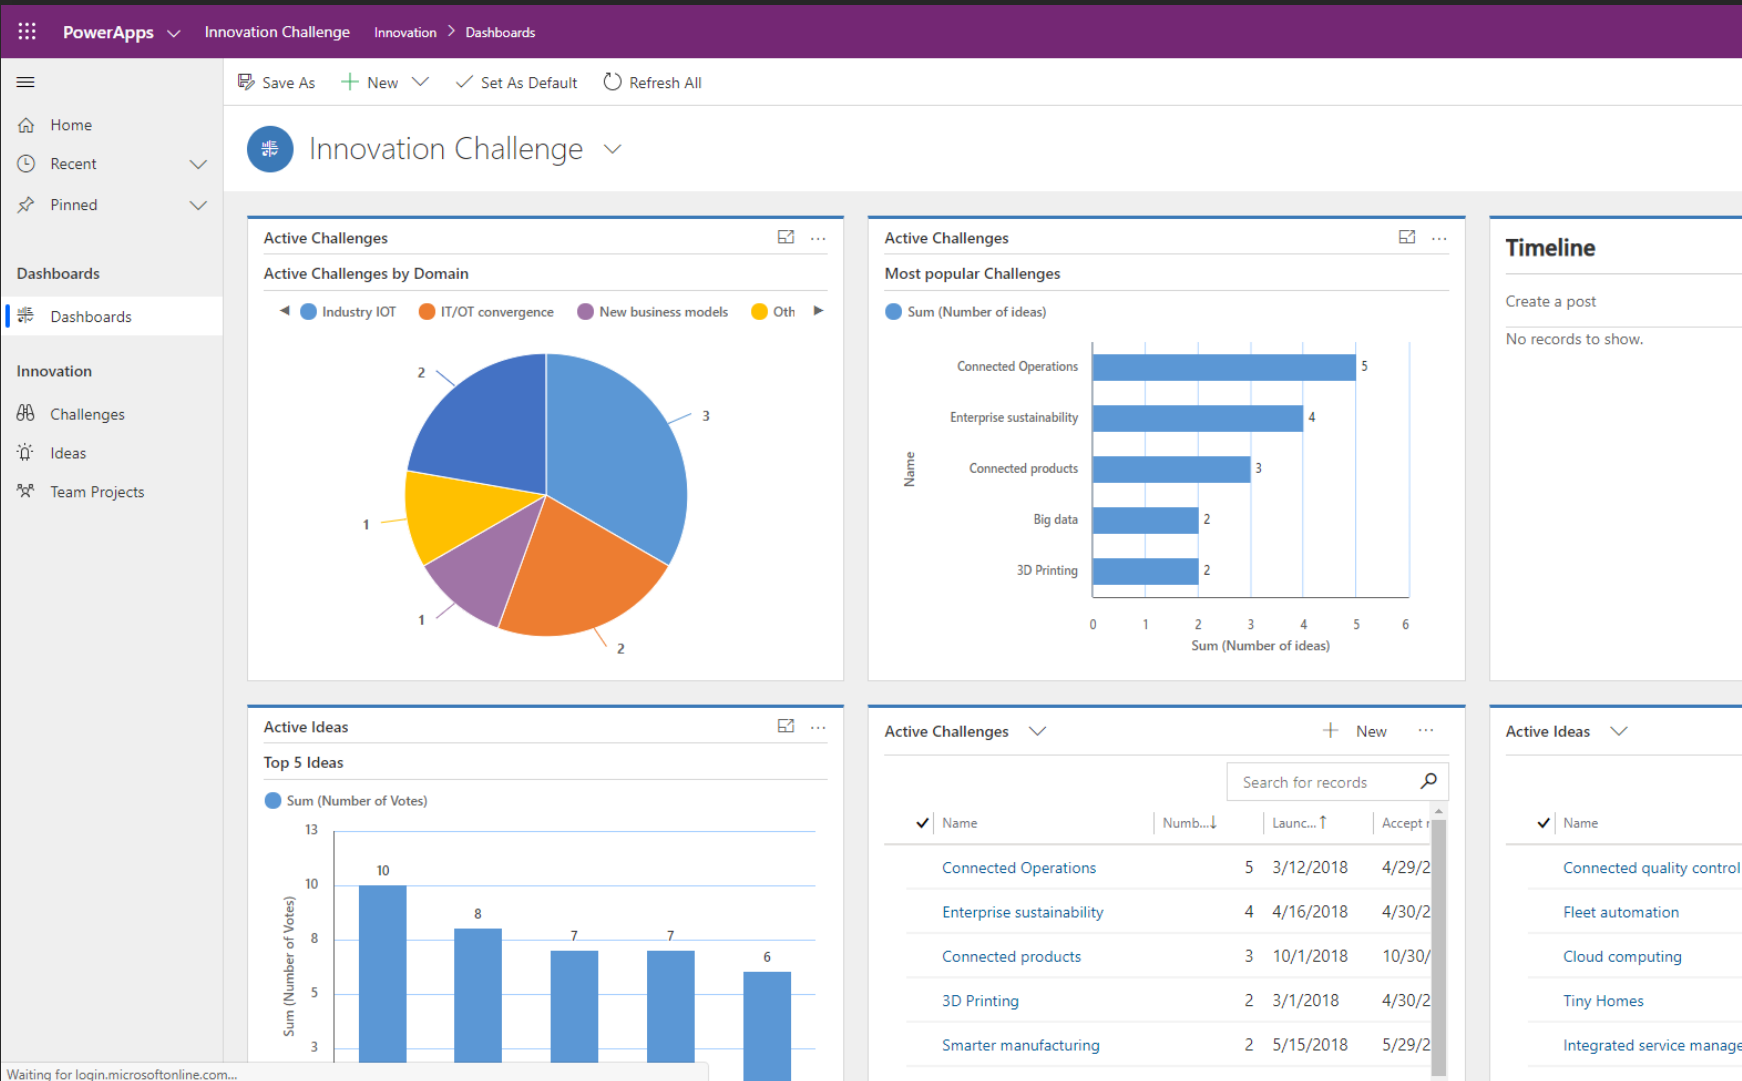 PowerApps Innovation Challenge Innovation > Dashboards
Save As New Set As Default Refresh All
Home
Recent
Pinned
Dashboards
Dashboards
Innovation
Challenges
Ideas
Team Projects
Innovation Challenge
Active Challenges
Active Challenges by Domain
Industry IOT IT/OT convergence New business models Oth
2
3
1
1
2
Active Challenges
Most popular Challenges
Sum (Number of ideas)
Name
Connected Operations 5
Enterprise sustainability 4
Connected products 3
Big data 2
3D Printing 2
0 1 2 3 4 5 6
Sum (Number of ideas)
Timeline
Create a post
No records to show.
Active Ideas
Top 5 Ideas
Sum (Number of Votes)
Sum (Number of Votes)
13
10
8
5
3
10
8
7
7
6
Active Challenges New ...
Search for records
Name Numb... Launc... Accept
Connected Operations 5 3/12/2018 4/29/2
Enterprise sustainability 4 4/16/2018 4/30/2
Connected products 3 10/1/2018 10/30/
3D Printing 2 3/1/2018 4/30/2
Smarter manufacturing 2 5/15/2018 5/29/2
Active Ideas
Name
Connected quality control
Fleet automation
Cloud computing
Tiny Homes
Integrated service manage
Waiting for login.microsoftonline.com...